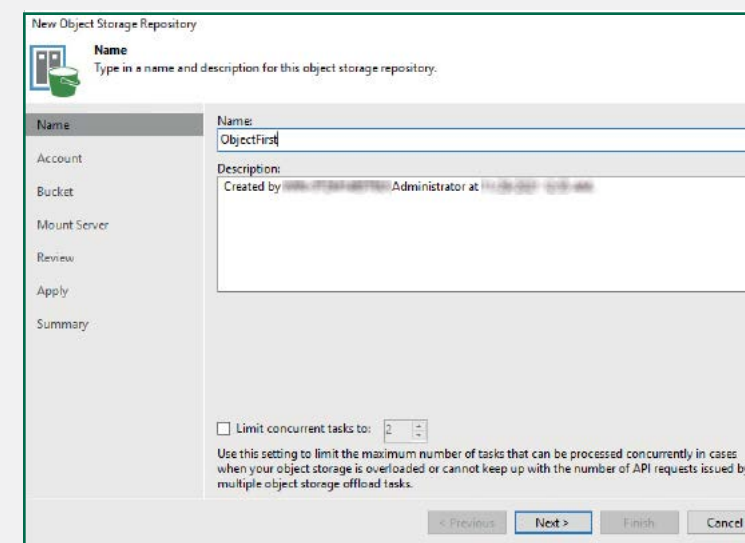 New Object Storage Repository
Name
Type in a name and description for this object storage repository.
Name
Account
Bucket
Mount Server
Review
Apply
Summary
Name:
ObjectFirst
Description:
Created by Administrator at
Limit concurrent tasks to: 2
Use this setting to limit the maximum number of tasks that can be processed concurrently in cases
when your object storage is overloaded or cannot keep up with the number of API requests issued by
multiple object storage offload tasks.
< Previous Next > Finish Cancel